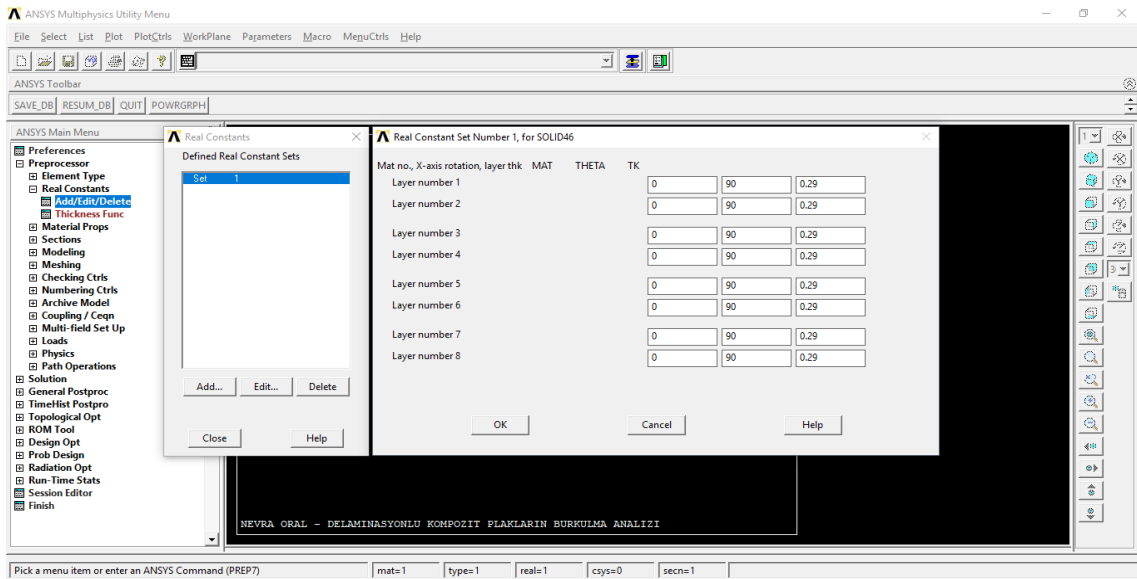 ANSYS Multiphysics Utility Menu
File Select List Plot PlotCtrls WorkPlane Parameters Macro MenuCtrls Help
ANSYS Toolbar
SAVE_DB RESUM_DB QUIT POWRGRPH
ANSYS Main Menu
Preferences
Preprocessor
Element Type
Real Constants
Add/Edit/Delete
Thickness Func
Material Props
Sections
Modeling
Meshing
Checking Ctrls
Numbering Ctrls
Archive Model
Coupling / Ceqn
Multi-field Set Up
Loads
Physics
Path Operations
Solution
General Postproc
TimeHist Postpro
Topological Opt
ROM Tool
Design Opt
Prob Design
Radiation Opt
Run-Time Stats
Session Editor
Finish
Real Constants
Defined Real Constant Sets
Set 1
Add... Edit... Delete
Close Help
Real Constant Set Number 1, for SOLID46
Mat no., X-axis rotation, layer thk MAT THETA TK
Layer number 1 0 90 0.29
Layer number 2 0 90 0.29
Layer number 3 0 90 0.29
Layer number 4 0 90 0.29
Layer number 5 0 90 0.29
Layer number 6 0 90 0.29
Layer number 7 0 90 0.29
Layer number 8 0 90 0.29
OK Cancel Help
1
3
NEVRA ORAL - DELAMINASYONLU KOMPOZIT PLAKLARIN BURKULMA ANALIZI
Pick a menu item or enter an ANSYS Command (PREP7) mat=1 type=1 real=1 csys=0 secn=1